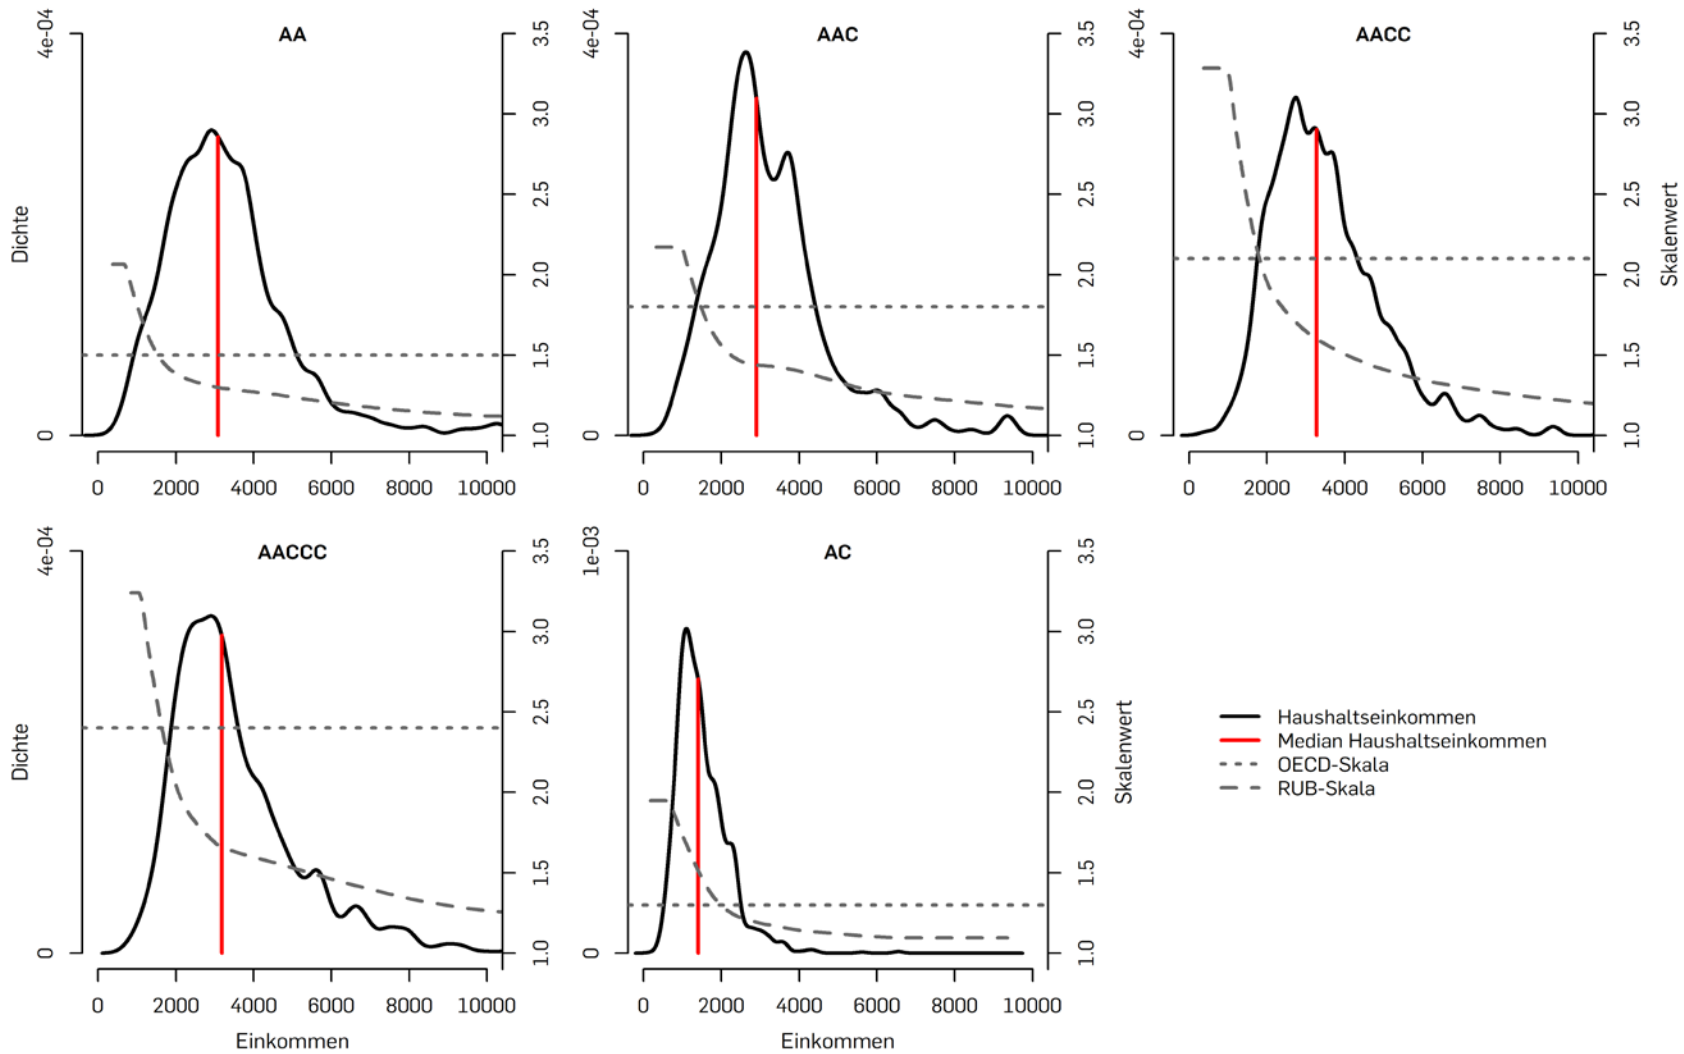 AA
4e-04
0
Dichte
3.5
3.0
2.5
2.0
1.5
1.0
0 2000 4000 6000 8000 10000
AAC
4e-04
0
3.5
3.0
2.5
2.0
1.5
1.0
0 2000 4000 6000 8000 10000
AACC
4e-04
0
3.5
3.0
2.5
2.0
1.5
1.0
Skalenwert
0 2000 4000 6000 8000 10000
AACCC
4e-04
0
Dichte
3.5
3.0
2.5
2.0
1.5
1.0
0 2000 4000 6000 8000 10000
Einkommen
AC
1e-03
0
3.5
3.0
2.5
2.0
1.5
1.0
Skalenwert
0 2000 4000 6000 8000 10000
Einkommen
Haushaltseinkommen
Median Haushaltseinkommen
OECD-Skala
RUB-Skala